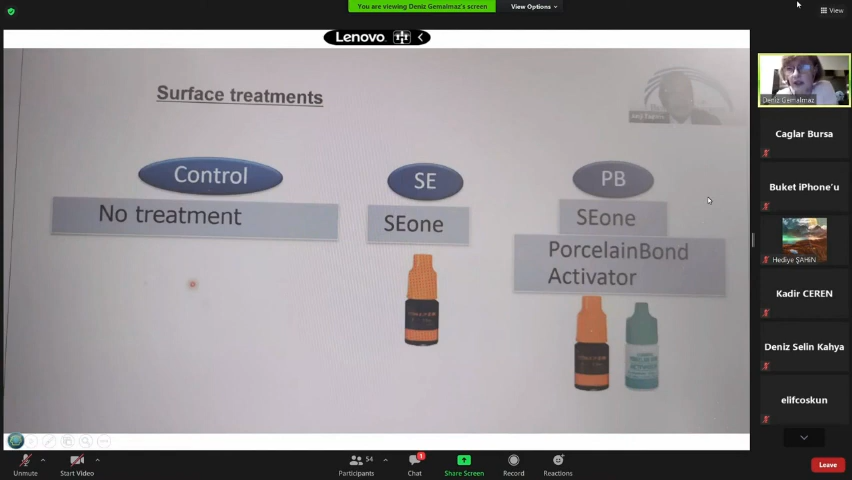 You are viewing Deniz Gemalmaz's screen
View Options
View
Lenovo
Surface treatments
Deniz Gemalmaz
Caglar Bursa
Control
SE
PB
Buket iPhone'u
No treatment
SEone
SEone
PorcelainBond
Activator
Hediye ŞAHİN
Kadir CEREN
Deniz Selin Kahya
elifcoskun
54
1
Unmute
Start Video
Participants
Chat
Share Screen
Record
Reactions
Leave